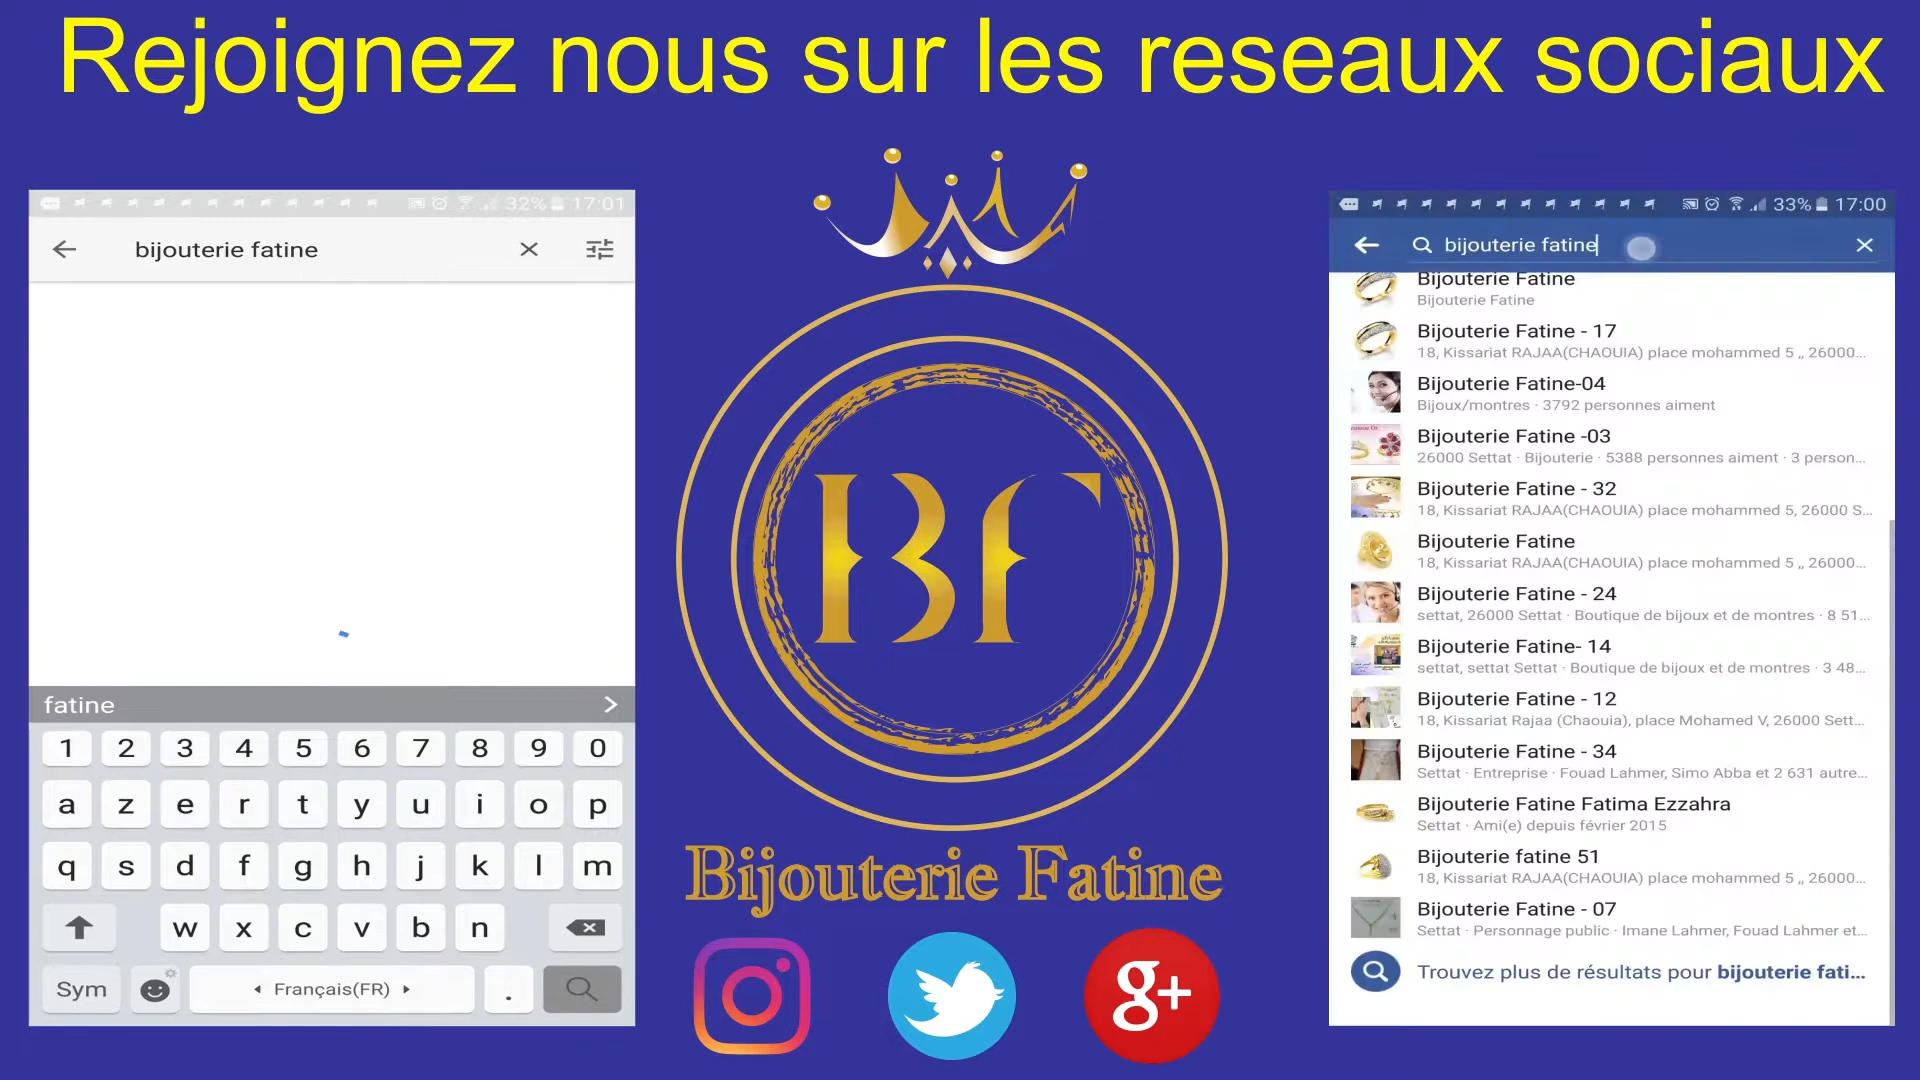 Rejoignez nous sur les reseaux sociaux
32% 17:01
bijouterie fatine
fatine
1 2 3 4 5 6 7 8 9 0
a z e r t y u i o p
q s d f g h j k l m
w x c v b n
Sym Français(FR) .
BF
Bijouterie Fatine
g+
33% 17:00
bijouterie fatine
Bijouterie Fatine
Bijouterie Fatine
Bijouterie Fatine - 17
18, Kissariat RAJAA(CHAOUIA) place mohammed 5 ,, 26000...
Bijouterie Fatine-04
Bijoux/montres · 3792 personnes aiment
Bijouterie Fatine -03
26000 Settat · Bijouterie · 5388 personnes aiment · 3 person...
Bijouterie Fatine - 32
18, Kissariat RAJAA(CHAOUIA) place mohammed 5, 26000 S...
Bijouterie Fatine
18, Kissariat RAJAA(CHAOUIA) place mohammed 5 ,, 26000...
Bijouterie Fatine - 24
settat, 26000 Settat · Boutique de bijoux et de montres · 8 51...
Bijouterie Fatine- 14
settat, settat Settat · Boutique de bijoux et de montres · 3 48...
Bijouterie Fatine - 12
18, Kissariat Rajaa (Chaouia), place Mohamed V, 26000 Sett...
Bijouterie Fatine - 34
Settat · Entreprise · Fouad Lahmer, Simo Abba et 2 631 autre...
Bijouterie Fatine Fatima Ezzahra
Settat · Ami(e) depuis février 2015
Bijouterie fatine 51
18, Kissariat RAJAA(CHAOUIA) place mohammed 5 ,, 26000...
Bijouterie Fatine - 07
Settat · Personnage public · Imane Lahmer, Fouad Lahmer et...
Trouvez plus de résultats pour bijouterie fati...